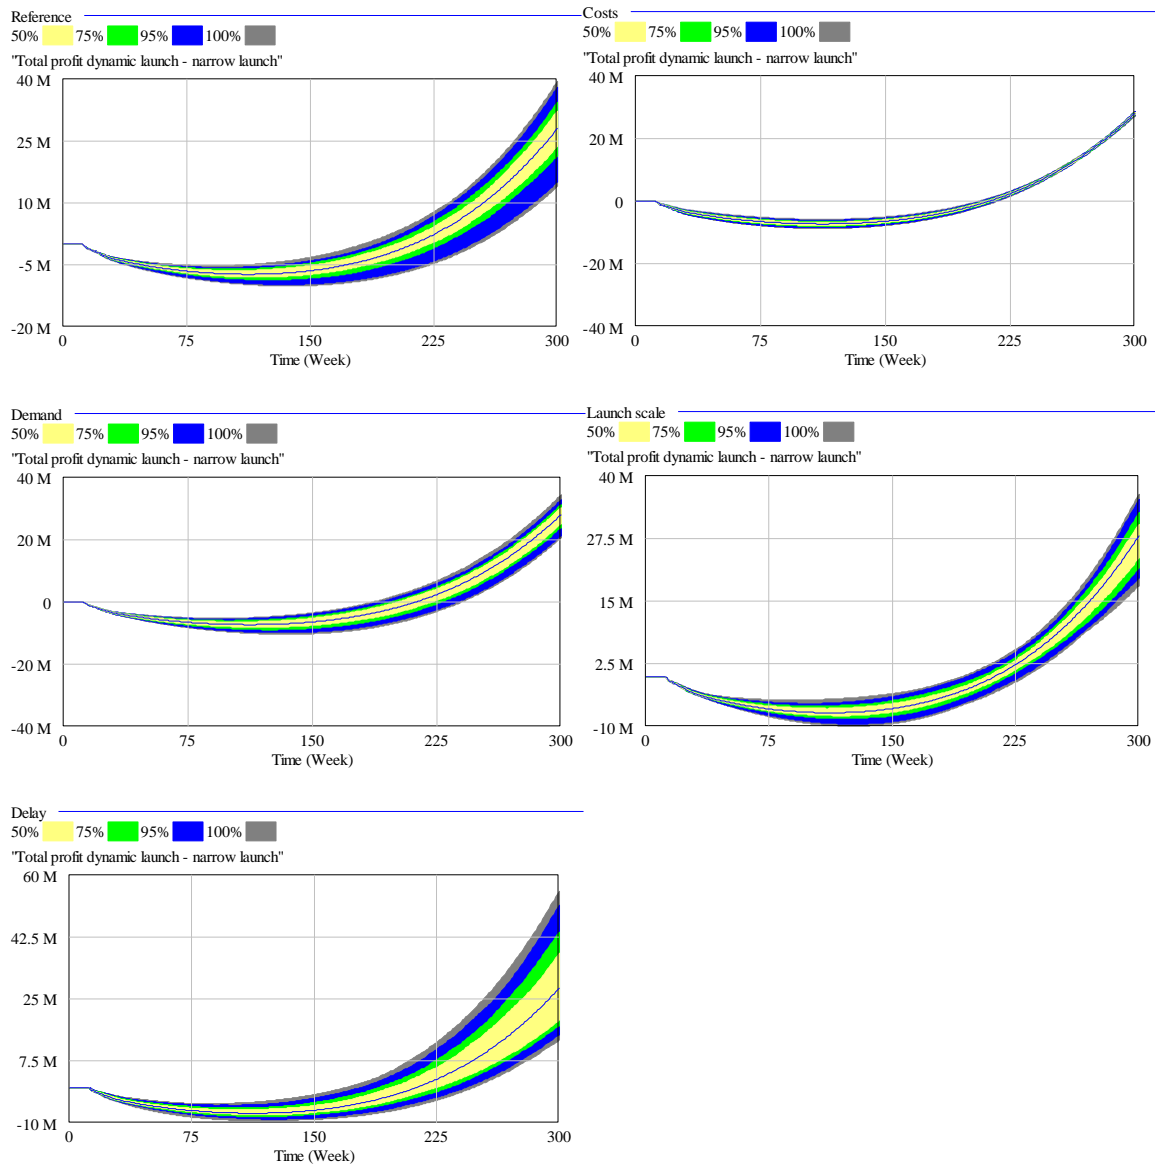 Reference
50% 75% 95% 100%
"Total profit dynamic launch - narrow launch"
40 M
25 M
10 M
-5 M
-20 M
0 75 150 225 300
Time (Week)
Costs
50% 75% 95% 100%
"Total profit dynamic launch - narrow launch"
40 M
20 M
0
-20 M
-40 M
0 75 150 225 300
Time (Week)
Demand
50% 75% 95% 100%
"Total profit dynamic launch - narrow launch"
40 M
20 M
0
-20 M
-40 M
0 75 150 225 300
Time (Week)
Launch scale
50% 75% 95% 100%
"Total profit dynamic launch - narrow launch"
40 M
27.5 M
15 M
2.5 M
-10 M
0 75 150 225 300
Time (Week)
Delay
50% 75% 95% 100%
"Total profit dynamic launch - narrow launch"
60 M
42.5 M
25 M
7.5 M
-10 M
0 75 150 225 300
Time (Week)